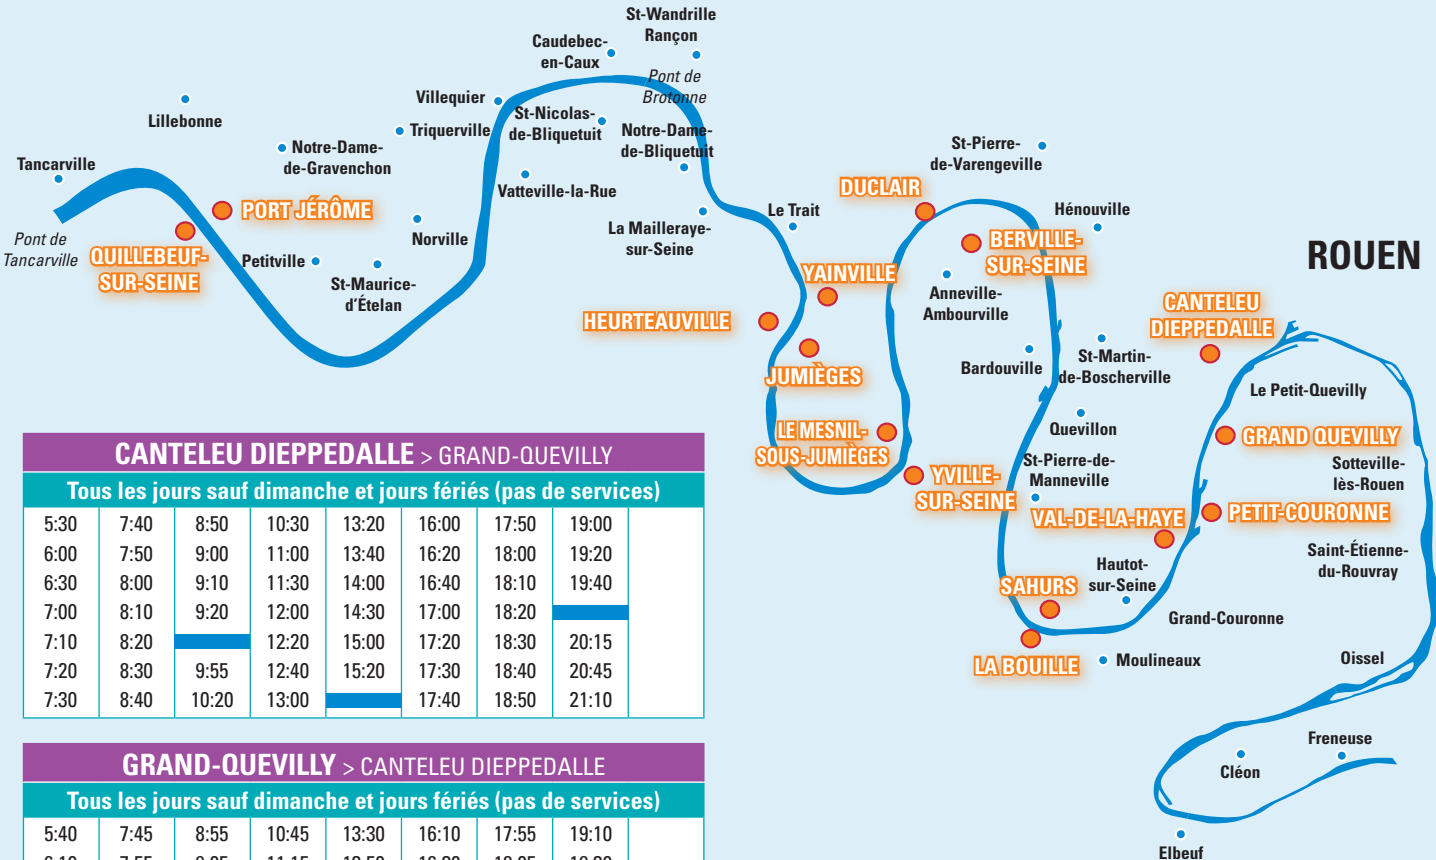 St-Wandrille
Rançon
Caudebec-
en-Caux
Pont de
Brotonne
Villequier
St-Nicolas-
de-Bliquetuit
Notre-Dame-
de-Bliquetuit
Lillebonne
Triquerville
Notre-Dame-
de-Gravenchon
Tancarville
St-Pierre-
de-Varengeville
Vatteville-la-Rue
DUCLAIR
PORT JÉRÔME
Le Trait
Hénouville
Pont de
Tancarville
QUILLEBEUF-
SUR-SEINE
Petitville
Norville
La Mailleraye-
sur-Seine
BERVILLE-
SUR-SEINE
ROUEN
St-Maurice-
d'Ételan
YAINVILLE
Anneville-
Ambourville
CANTELEU
DIEPPEDALLE
HEURTEAUVILLE
JUMIÈGES
Bardouville
St-Martin-
de-Boscherville
Le Petit-Quevilly
LE MESNIL-
SOUS-JUMIÈGES
Quevillon
GRAND QUEVILLY
YVILLE-
SUR-SEINE
St-Pierre-de-
Manneville
Sotteville-
lès-Rouen
VAL-DE-LA-HAYE
PETIT-COURONNE
Saint-Étienne-
du-Rouvray
SAHURS
Hautot-
sur-Seine
Grand-Couronne
LA BOUILLE
Moulineaux
Oissel
Freneuse
Cléon
Elbeuf
CANTELEU DIEPPEDALLE > GRAND-QUEVILLY
Tous les jours sauf dimanche et jours fériés (pas de services)
5:30 7:40 8:50 10:30 13:20 16:00 17:50 19:00
6:00 7:50 9:00 11:00 13:40 16:20 18:00 19:20
6:30 8:00 9:10 11:30 14:00 16:40 18:10 19:40
7:00 8:10 9:20 12:00 14:30 17:00 18:20
7:10 8:20 12:20 15:00 17:20 18:30 20:15
7:20 8:30 9:55 12:40 15:20 17:30 18:40 20:45
7:30 8:40 10:20 13:00 17:40 18:50 21:10
GRAND-QUEVILLY > CANTELEU DIEPPEDALLE
Tous les jours sauf dimanche et jours fériés (pas de services)
5:40 7:45 8:55 10:45 13:30 16:10 17:55 19:10